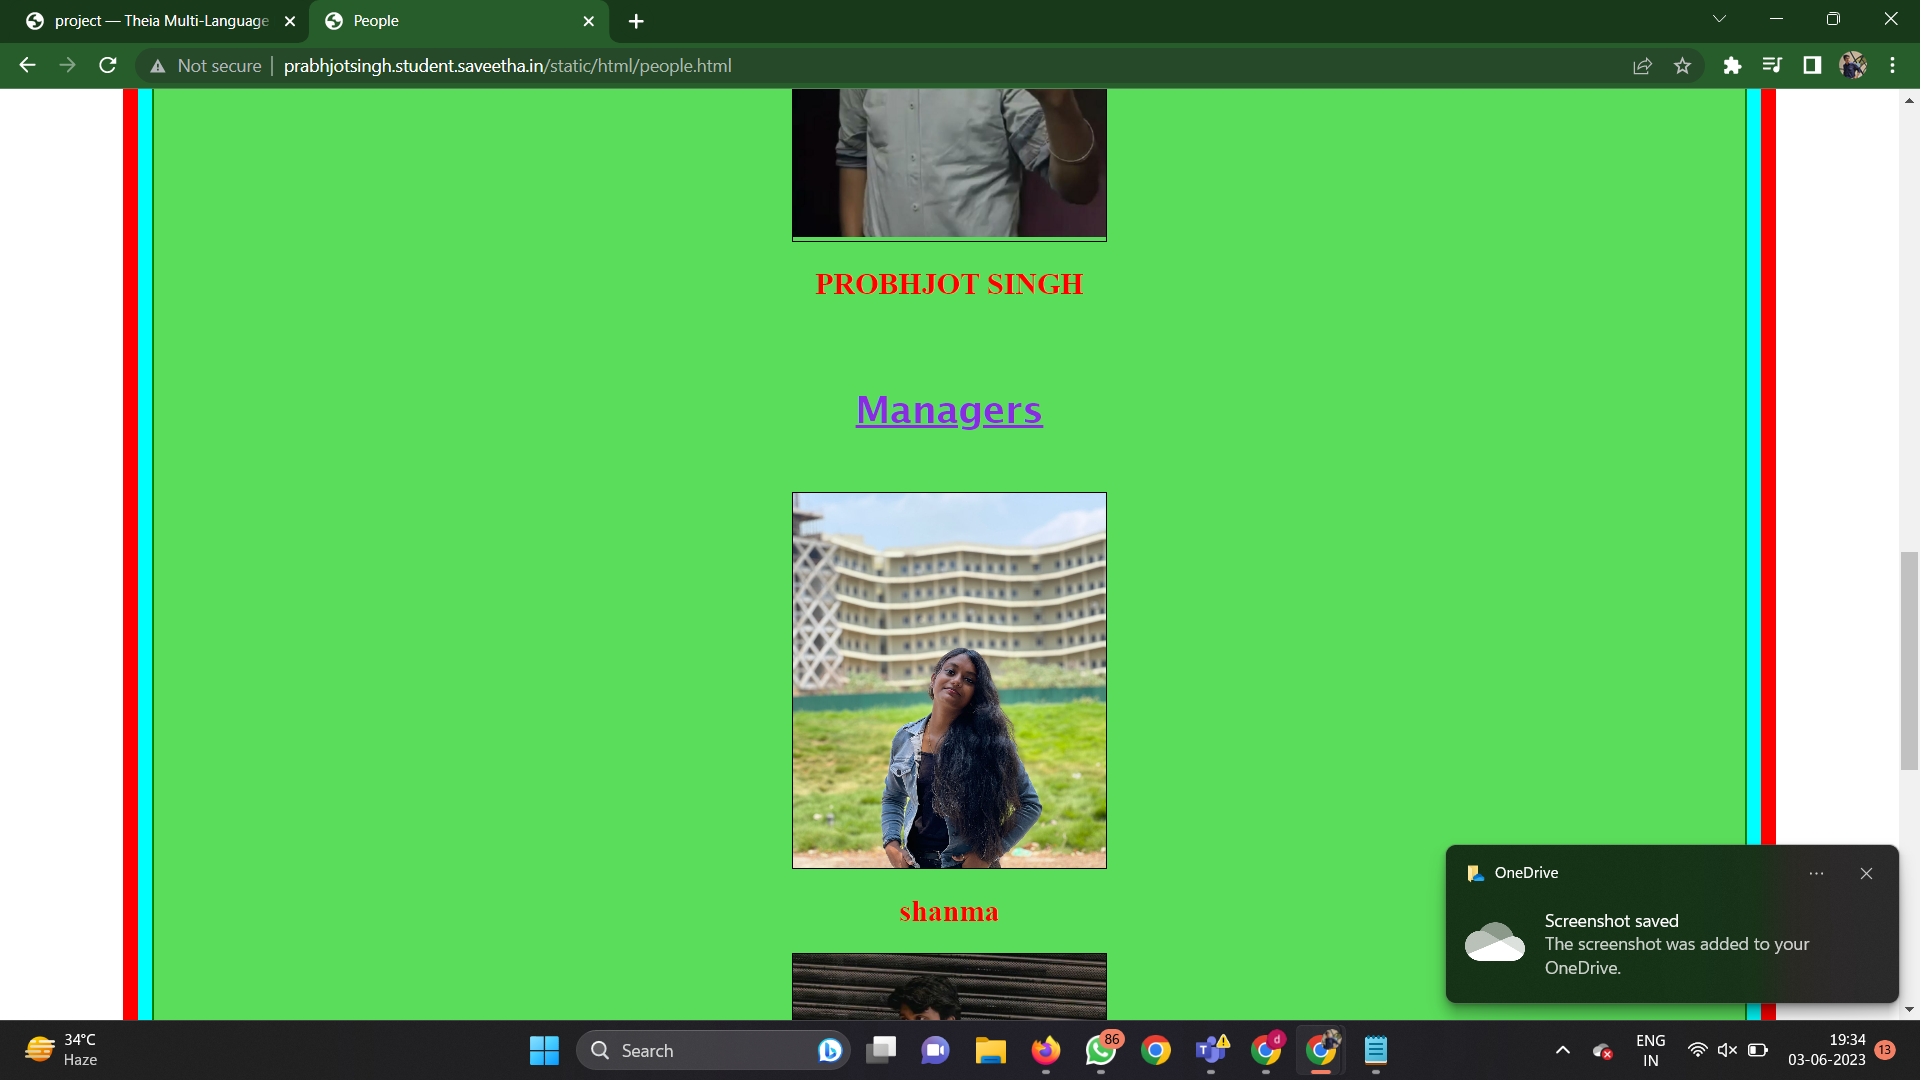 project — Theia Multi-Language
People
Not secure
prabhjotsingh.student.saveetha.in/static/html/people.html
PROBHJOT SINGH
Managers
shanma
OneDrive
Screenshot saved
The screenshot was added to your
OneDrive.
34°C
Haze
Search
86
d
ENG
IN
19:34
03-06-2023
13